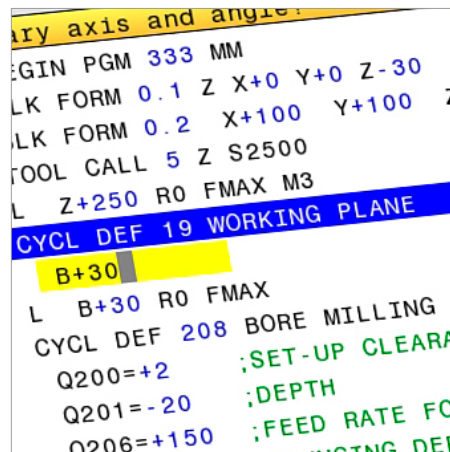 ary axis and angle?
EGIN PGM 333 MM
LK FORM 0.1 Z X+0 Y+0 Z-30
LK FORM 0.2 X+100 Y+100 Z
TOOL CALL 5 Z S2500
L Z+250 R0 FMAX M3
CYCL DEF 19 WORKING PLANE
B+30
L B+30 R0 FMAX
CYCL DEF 208 BORE MILLING
Q200=+2 ;SET-UP CLEARA
Q201=-20 ;DEPTH
Q206=+150 ;FEED RATE FO